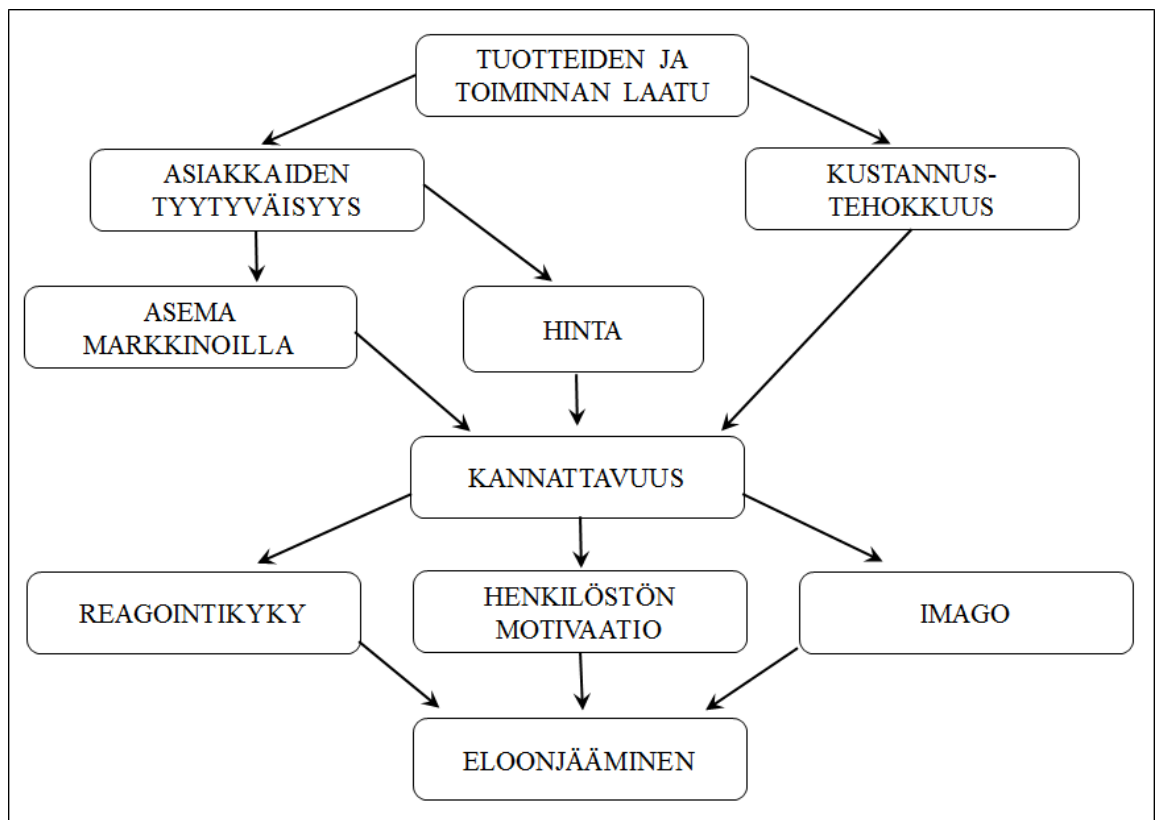 TUOTTEIDEN JA
TOIMINNAN LAATU
ASIAKKAIDEN
TYYTYVÄISYYS
KUSTANNUS-
TEHOKKUUS
ASEMA
MARKKINOILLA
HINTA
KANNATTAVUUS
REAGOINTIKYKY
HENKILÖSTÖN
MOTIVAATIO
IMAGO
ELOONJÄÄMINEN